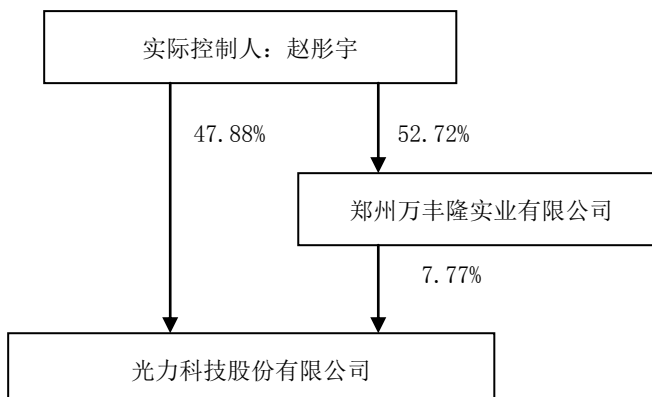 实际控制人：赵彤宇
47.88%
52.72%
郑州万丰隆实业有限公司
7.77%
光力科技股份有限公司